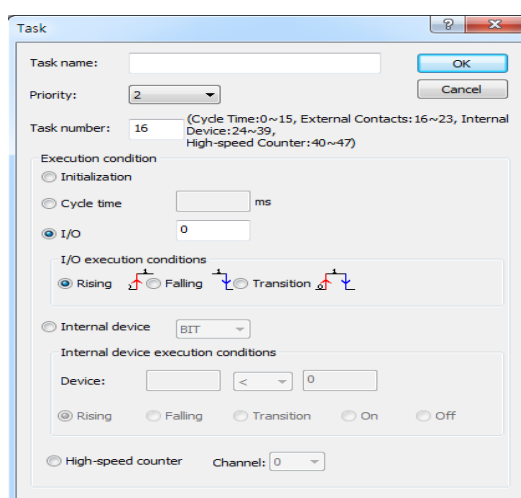 Task
Task name:
OK
Priority: 2
Cancel
Task number: 16 (Cycle Time:0~15, External Contacts:16~23, Internal
Device:24~39,
High-speed Counter:40~47)
Execution condition
Initialization
Cycle time ms
I/O 0
I/O execution conditions
Rising Falling Transition
Internal device BIT
Internal device execution conditions
Device: < 0
Rising Falling Transition On Off
High-speed counter Channel: 0